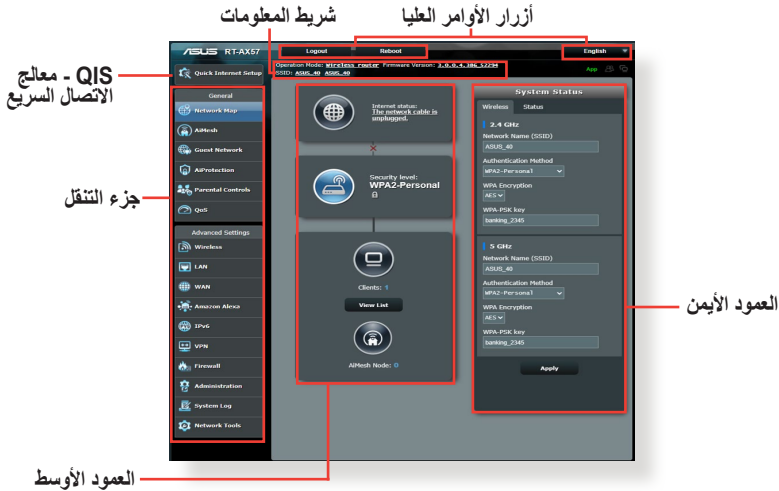 أزرار الأوامر العليا
شريط المعلومات
QIS - معالج
الاتصال السريع
جزء التنقل
العمود الأيمن
العمود الأوسط
ASUS RT-AX57
Logout
Reboot
English
Quick Internet Setup
Operation Mode: Wireless router Firmware Version: 3.0.0.4.386_52294
SSID: ASUS_40 ASUS_40
App
General
Network Map
AiMesh
Guest Network
AiProtection
Parental Controls
QoS
Advanced Settings
Wireless
LAN
WAN
Amazon Alexa
IPv6
VPN
Firewall
Administration
System Log
Network Tools
Internet status:
The network cable is
unplugged.
Security level:
WPA2-Personal
Clients: 1
View List
AiMesh Node: 0
System Status
Wireless
Status
2.4 GHz
Network Name (SSID)
ASUS_40
Authentication Method
WPA2-Personal
WPA Encryption
AES
WPA-PSK key
banking_2345
5 GHz
Network Name (SSID)
ASUS_40
Authentication Method
WPA2-Personal
WPA Encryption
AES
WPA-PSK key
banking_2345
Apply